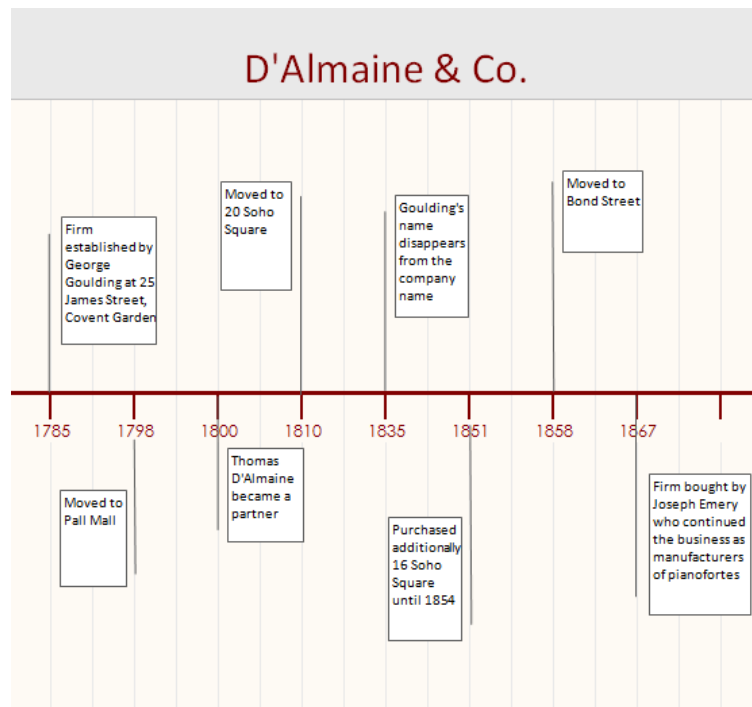 D'Almaine & Co.
Firm
established by
George
Goulding at 25
James Street,
Covent Garden
Moved to
20 Soho
Square
Goulding's
name
disappears
from the
company
name
Moved to
Bond Street
1785 1798 1800 1810 1835 1851 1858 1867
Moved to
Pall Mall
Thomas
D'Almaine
became a
partner
Purchased
additionally
16 Soho
Square
until 1854
Firm bought by
Joseph Emery
who continued
the business as
manufacturers
of pianofortes